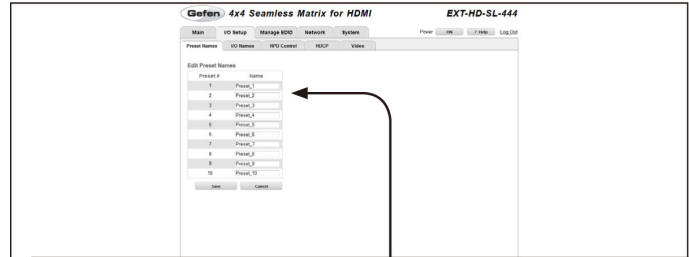 Gefen 4x4 Seamless Matrix for HDMI EXT-HD-SL-444
Main I/O Setup Manage EDID Network System Power ON ? Help Log Out
Preset Names I/O Names HPD Control HDCP Video
Edit Preset Names
Preset # Name
1 Preset_1
2 Preset_2
3 Preset_3
4 Preset_4
5 Preset_5
6 Preset_6
7 Preset_7
8 Preset_8
9 Preset_9
10 Preset_10
Save Cancel